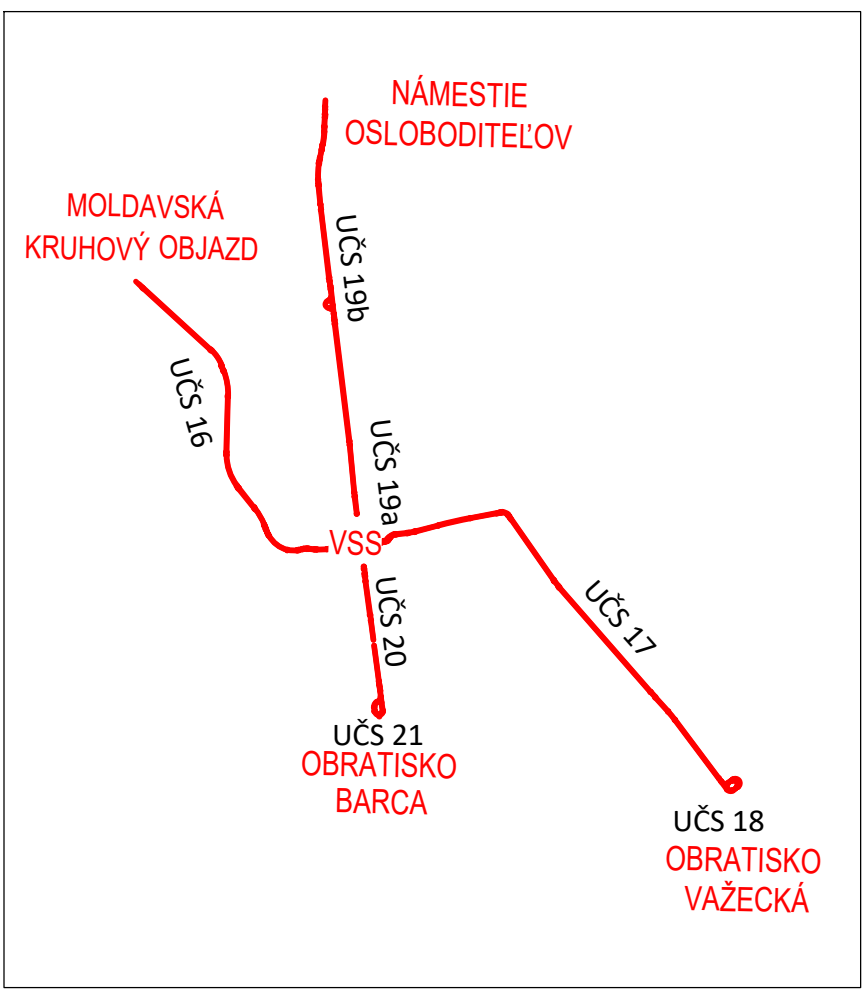 NÁMESTIE
OSLOBODITEĽOV
MOLDAVSKÁ
KRUHOVÝ OBJAZD
UČS 19b
UČS 16
UČS 19a
VSS
UČS 20
UČS 17
UČS 21
OBRATISKO
BARCA
UČS 18
OBRATISKO
VAŽECKÁ